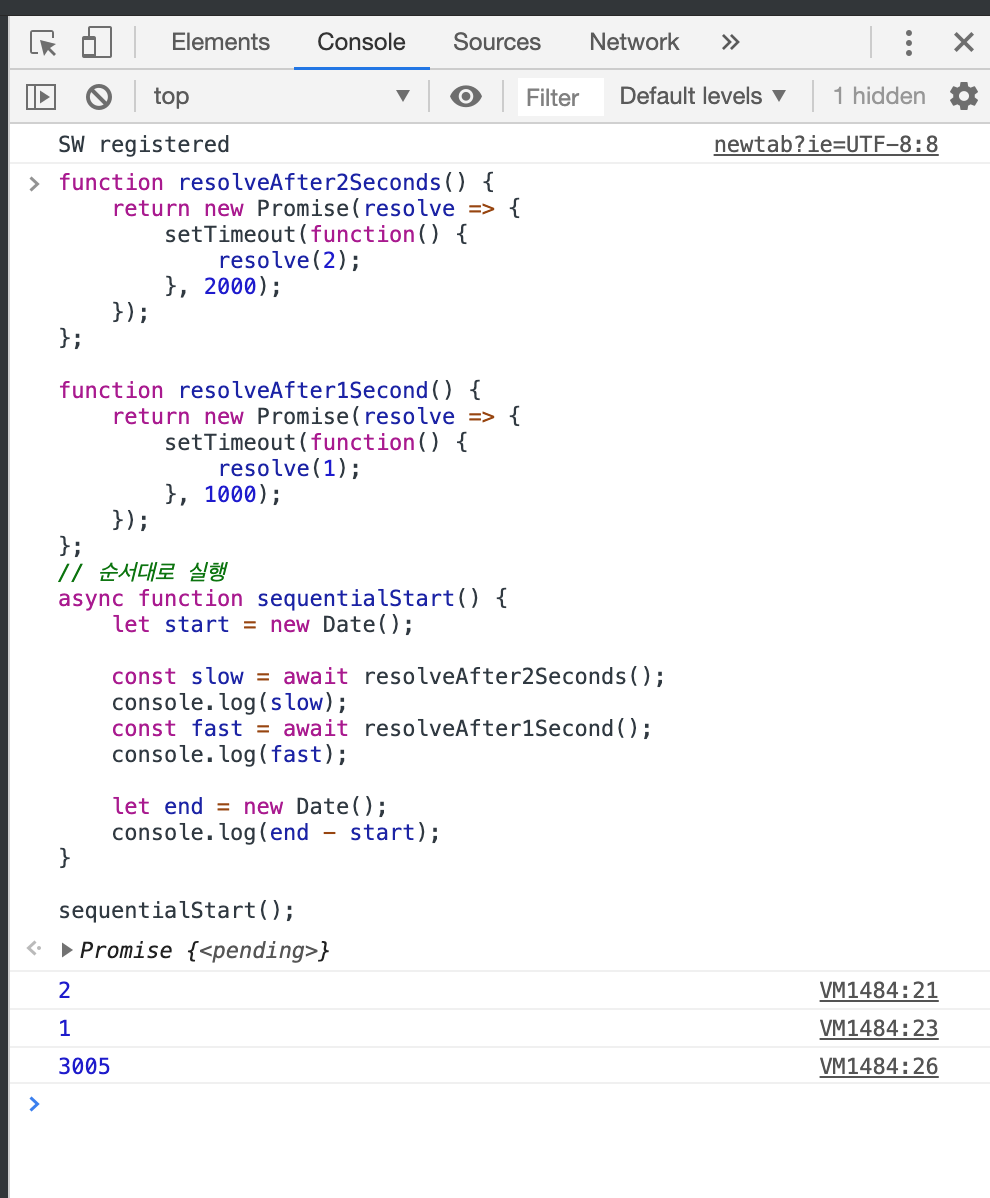 Elements Console Sources Network »
top ▼ Filter Default levels ▼ 1 hidden
SW registered newtab?ie=UTF-8:8
> function resolveAfter2Seconds() {
    return new Promise(resolve => {
        setTimeout(function() {
            resolve(2);
        }, 2000);
    });
};

function resolveAfter1Second() {
    return new Promise(resolve => {
        setTimeout(function() {
            resolve(1);
        }, 1000);
    });
};
// 순서대로 실행
async function sequentialStart() {
    let start = new Date();

    const slow = await resolveAfter2Seconds();
    console.log(slow);
    const fast = await resolveAfter1Second();
    console.log(fast);

    let end = new Date();
    console.log(end - start);
}

sequentialStart();
Promise {<pending>}
2 VM1484:21
1 VM1484:23
3005 VM1484:26
>